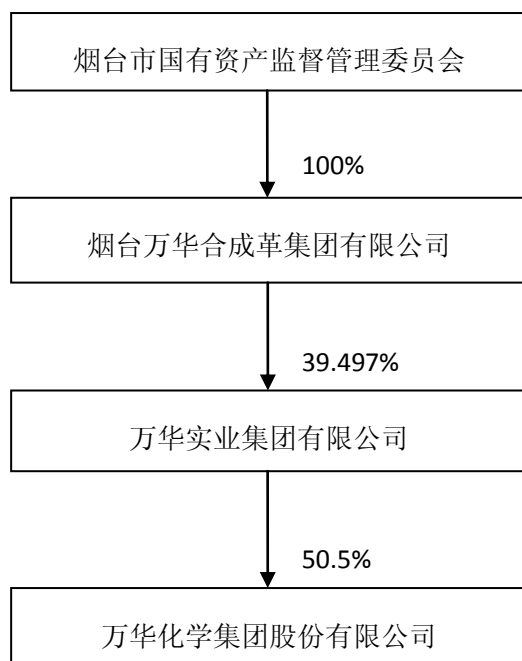 烟台市国有资产监督管理委员会
100%
烟台万华合成革集团有限公司
39.497%
万华实业集团有限公司
50.5%
万华化学集团股份有限公司